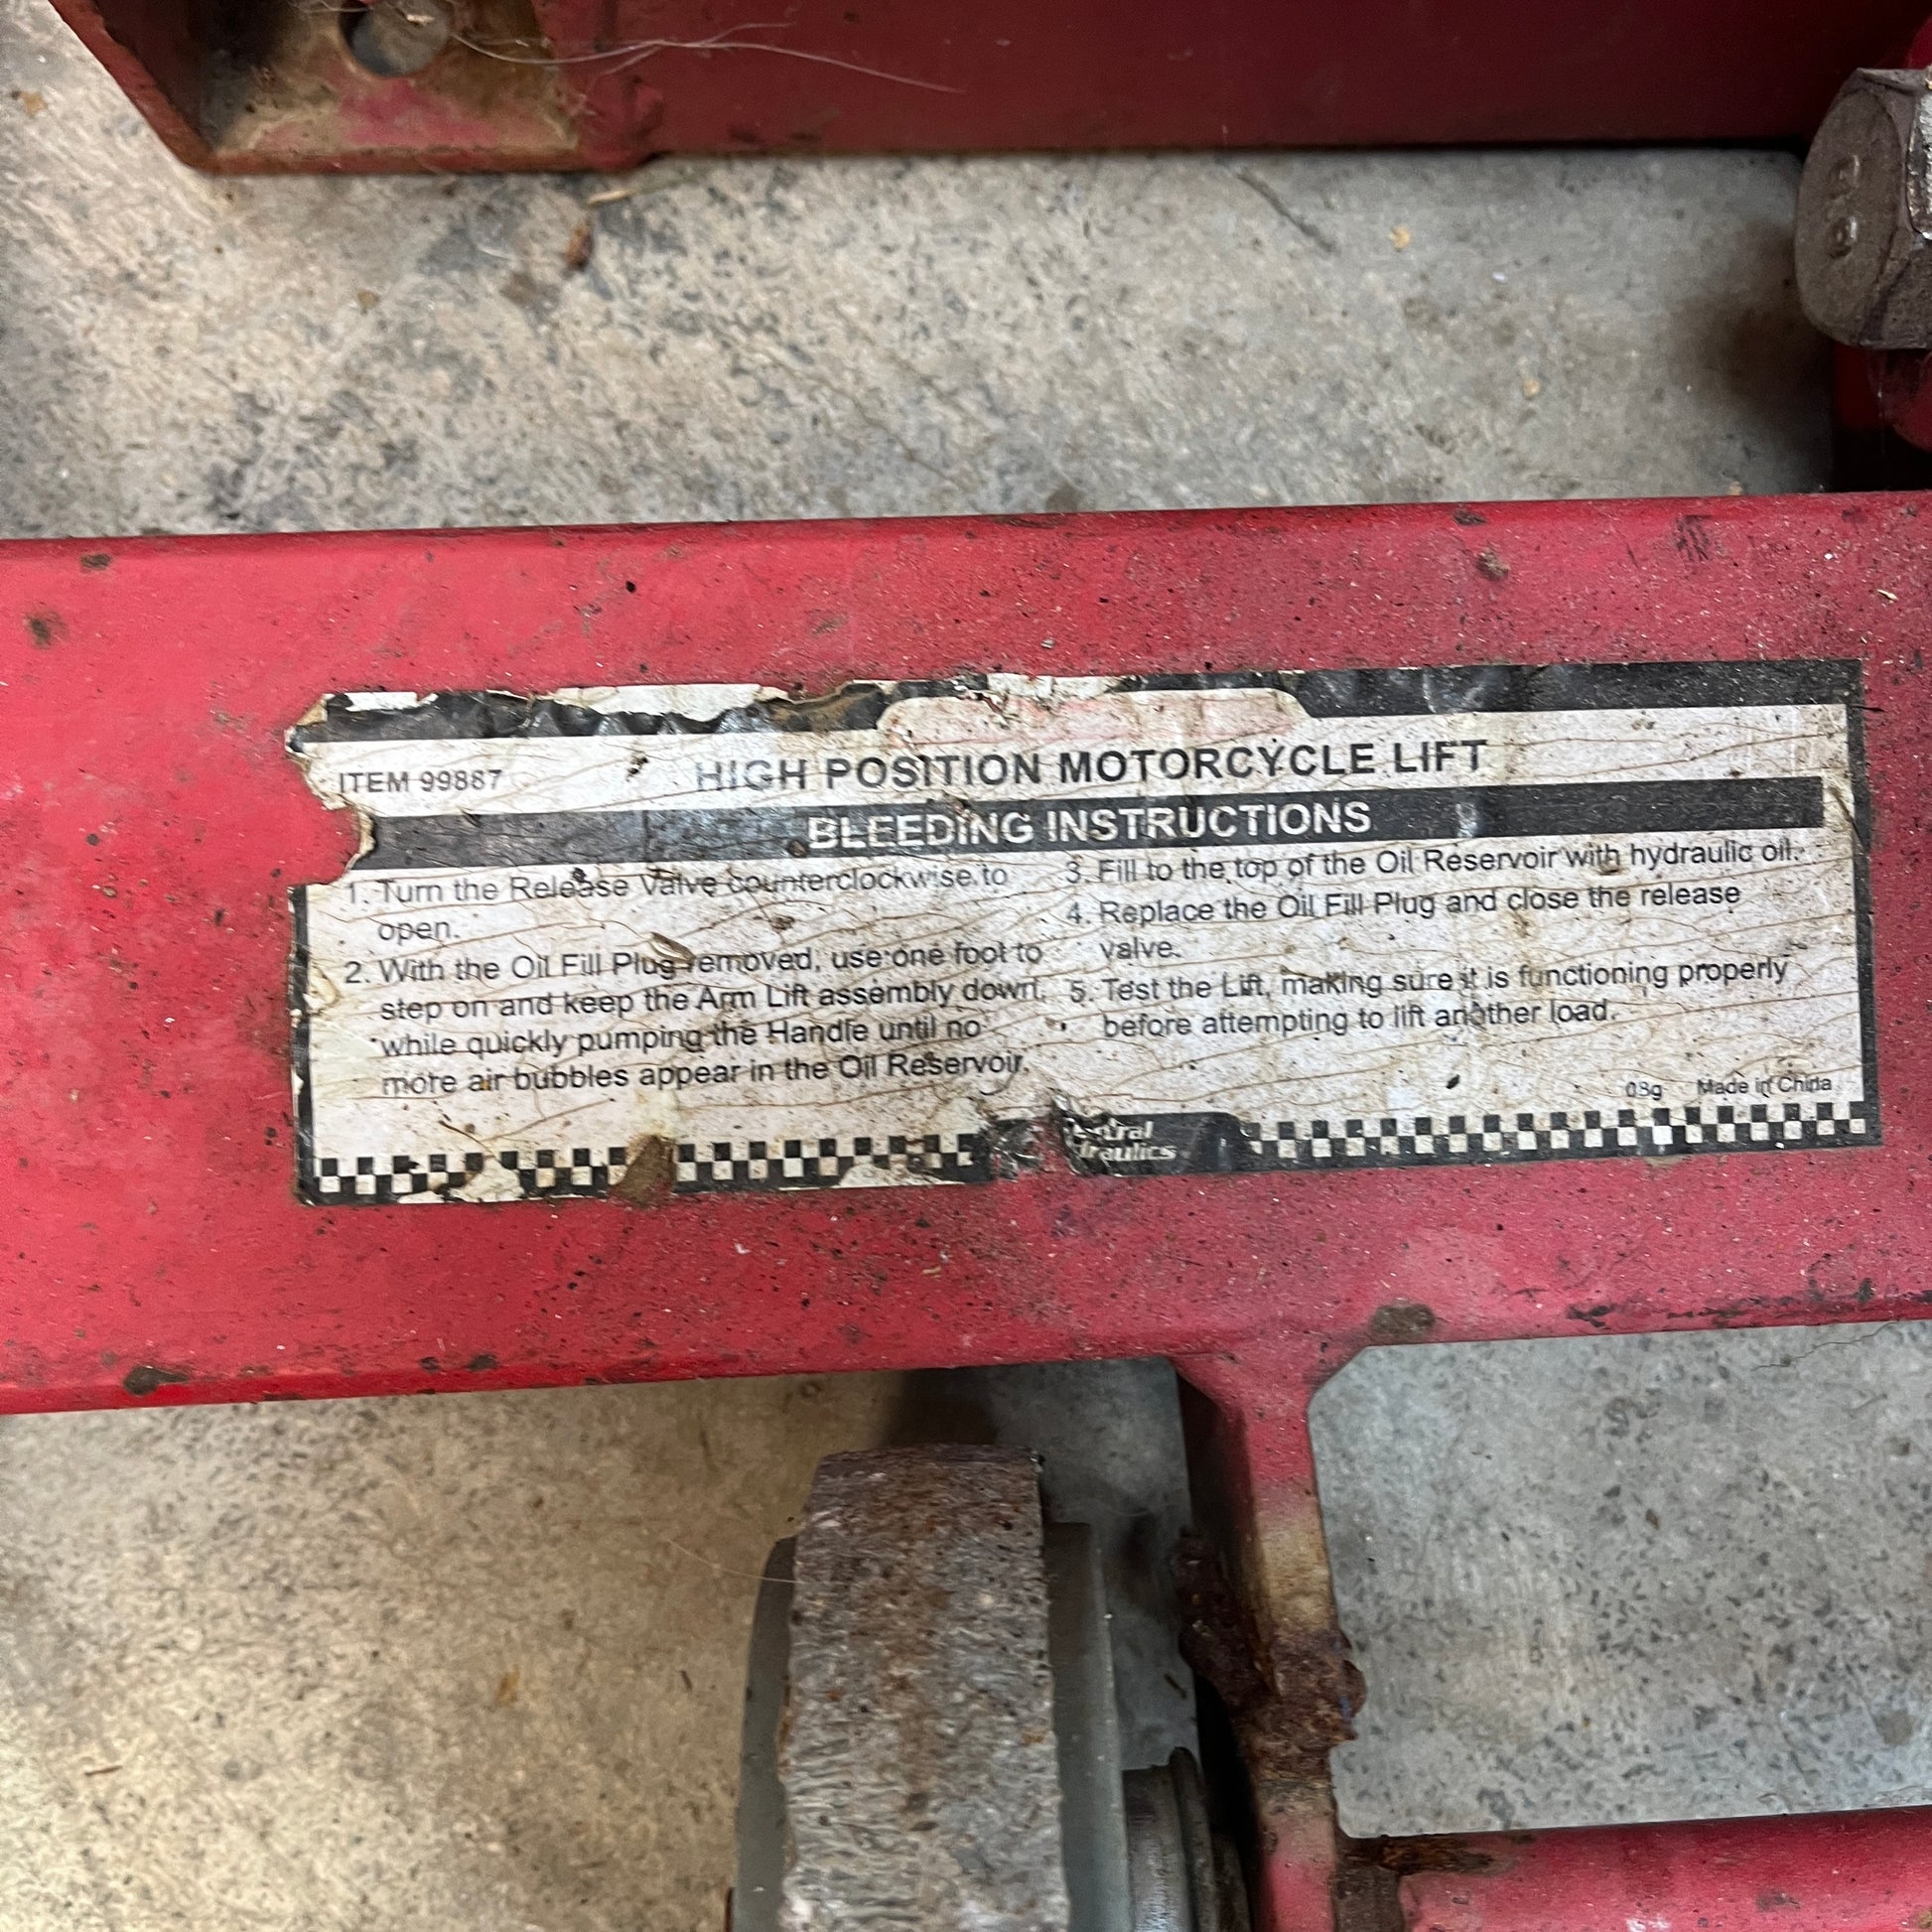 ITEM 99887
HIGH POSITION MOTORCYCLE LIFT
BLEEDING INSTRUCTIONS
1. Turn the Release Valve counterclockwise to
open.
2. With the Oil Fill Plug removed, use one foot to
step on and keep the Arm Lift assembly down,
while quickly pumping the Handle until no
more air bubbles appear in the Oil Reservoir.
3. Fill to the top of the Oil Reservoir with hydraulic oil.
4. Replace the Oil Fill Plug and close the release
valve.
5. Test the Lift, making sure it is functioning properly
before attempting to lift another load.
08g Made in China